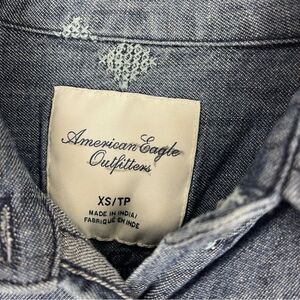 American Eagle
Outfitters
XS/TP
MADE IN INDIA/
FABRIQUÉ EN INDE